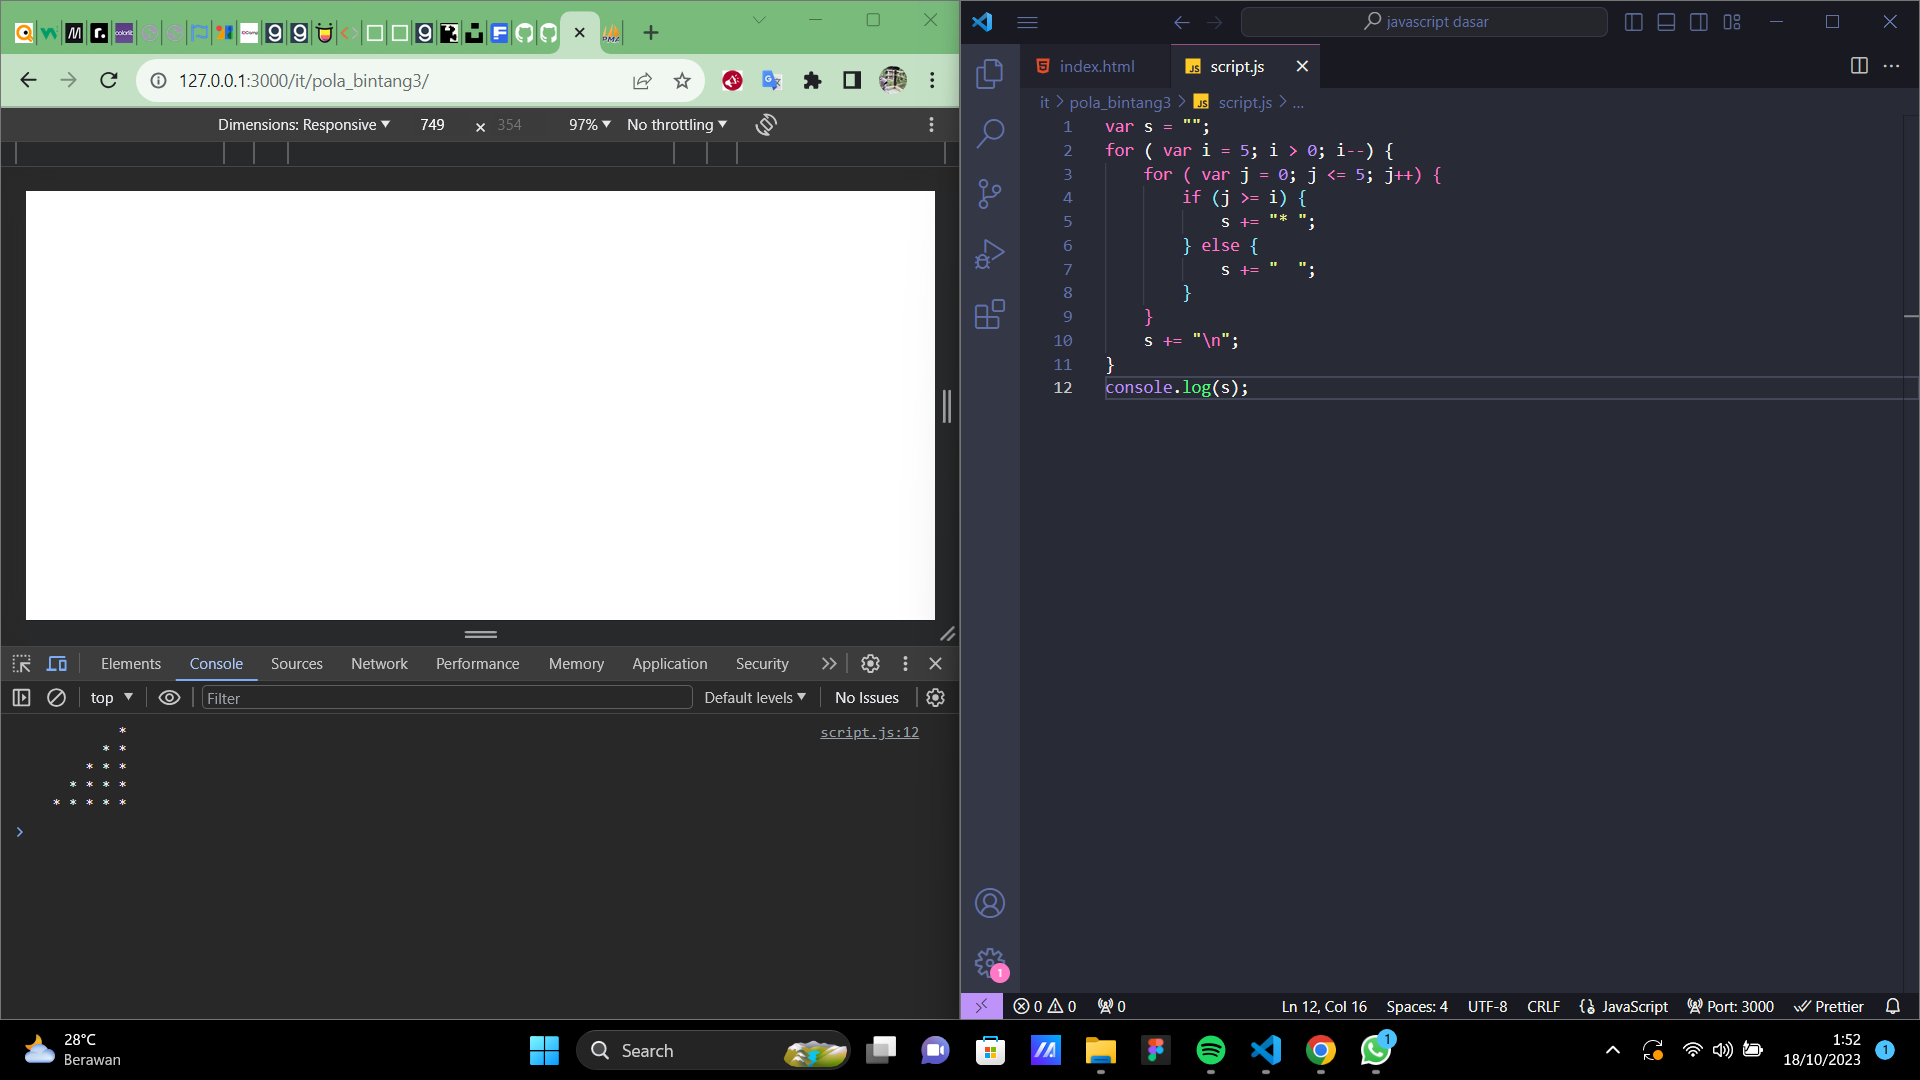 127.0.0.1:3000/it/pola_bintang3/
Dimensions: Responsive 749 × 354 97% No throttling
Elements Console Sources Network Performance Memory Application Security
top Filter Default levels No Issues
*
* *
* * *
* * * *
* * * * *
script.js:12
javascript dasar
index.html script.js
it > pola_bintang3 > JS script.js > ...
1 var s = "";
2 for ( var i = 5; i > 0; i--) {
3     for ( var j = 0; j <= 5; j++) {
4         if (j >= i) {
5             s += "* ";
6         } else {
7             s += "  ";
8         }
9     }
10     s += "\n";
11 }
12 console.log(s);
1
0 0 0 Ln 12, Col 16 Spaces: 4 UTF-8 CRLF JavaScript Port: 3000 Prettier
28°C
Berawan
Search
1
1:52
18/10/2023
1